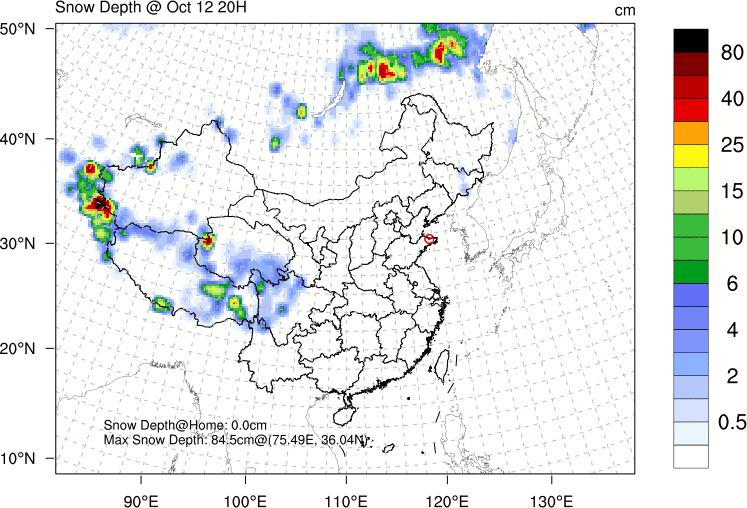 Snow Depth @ Oct 12 20H
cm
50°N
40°N
30°N
20°N
10°N
90°E
100°E
110°E
120°E
130°E
Snow Depth@Home: 0.0cm
Max Snow Depth: 84.5cm@(75.49E, 36.04N)
80
40
25
15
10
6
4
2
0.5